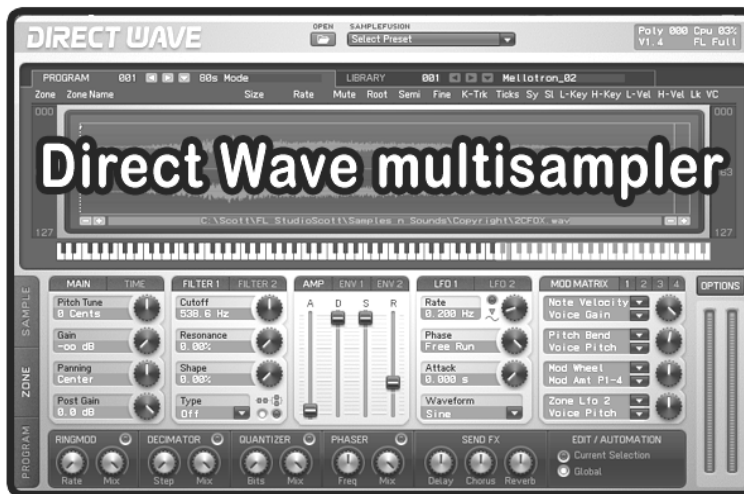 OPEN SAMPLEFUSION
DIRECT WAVE Select Preset Poly 000 Cpu 03%
V1.4 FL Full
PROGRAM 001 80s Mode LIBRARY 001 Mellotron_02
Zone Zone Name Size Rate Mute Root Semi Fine K-Trk Ticks Sy Sl L-Key H-Key L-Vel H-Vel Lk VC
000 000
Direct Wave multisampler
127 C:\Scott\FL StudioScott\Samples n Sounds\Copyright\2CFOX.wav 127
SAMPLE
ZONE
PROGRAM
MAIN TIME
Pitch Tune
0 Cents
Gain
-oo dB
Panning
Center
Post Gain
0.0 dB
FILTER 1 FILTER 2
Cutoff
538.6 Hz
Resonance
0.00%
Shape
0.00%
Type
Off
AMP ENV 1 ENV 2
A D S R
LFO 1 LFO 2
Rate
0.200 Hz
Phase
Free Run
Attack
0.000 s
Waveform
Sine
MOD MATRIX 1 2 3 4
Note Velocity
Voice Gain
Pitch Bend
Voice Pitch
Mod Wheel
Mod Amt P1-4
Zone Lfo 2
Voice Pitch
OPTIONS
RINGMOD DECIMATOR QUANTIZER PHASER SEND FX EDIT / AUTOMATION
Current Selection
Global
Rate Mix Step Mix Bits Mix Freq Mix Delay Chorus Reverb